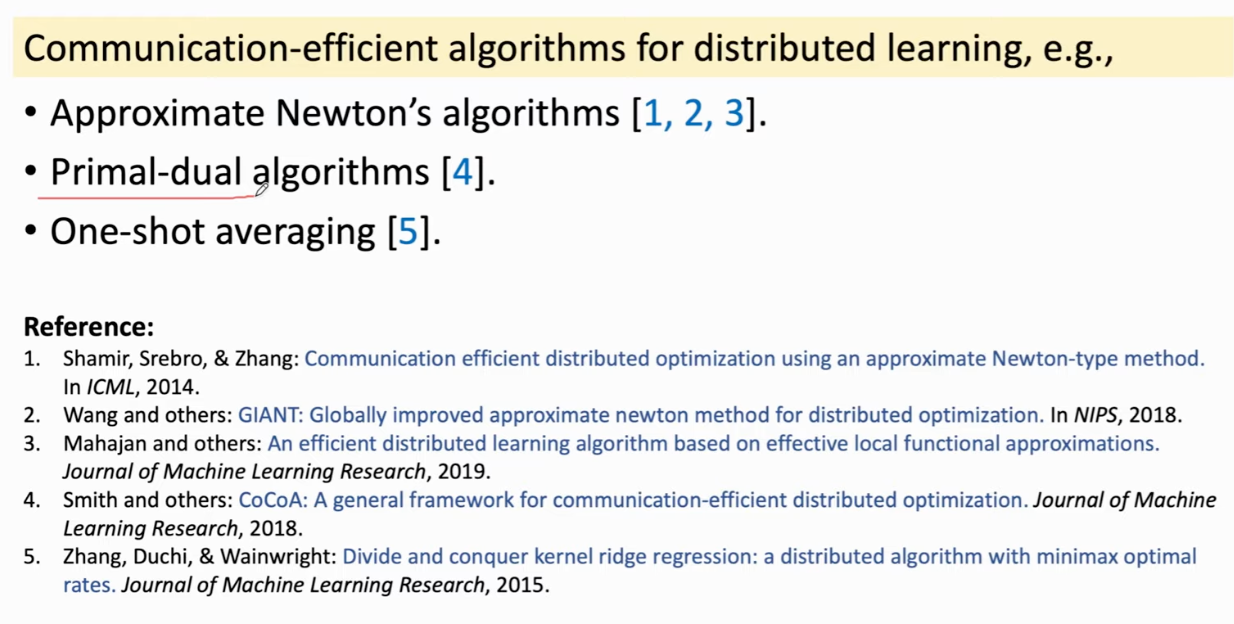 Communication-efficient algorithms for distributed learning, e.g.,
• Approximate Newton’s algorithms [1, 2, 3].
• Primal-dual algorithms [4].
• One-shot averaging [5].
Reference:
1. Shamir, Srebro, & Zhang: Communication efficient distributed optimization using an approximate Newton-type method.
In ICML, 2014.
2. Wang and others: GIANT: Globally improved approximate newton method for distributed optimization. In NIPS, 2018.
3. Mahajan and others: An efficient distributed learning algorithm based on effective local functional approximations.
Journal of Machine Learning Research, 2019.
4. Smith and others: CoCoA: A general framework for communication-efficient distributed optimization. Journal of Machine
Learning Research, 2018.
5. Zhang, Duchi, & Wainwright: Divide and conquer kernel ridge regression: a distributed algorithm with minimax optimal
rates. Journal of Machine Learning Research, 2015.